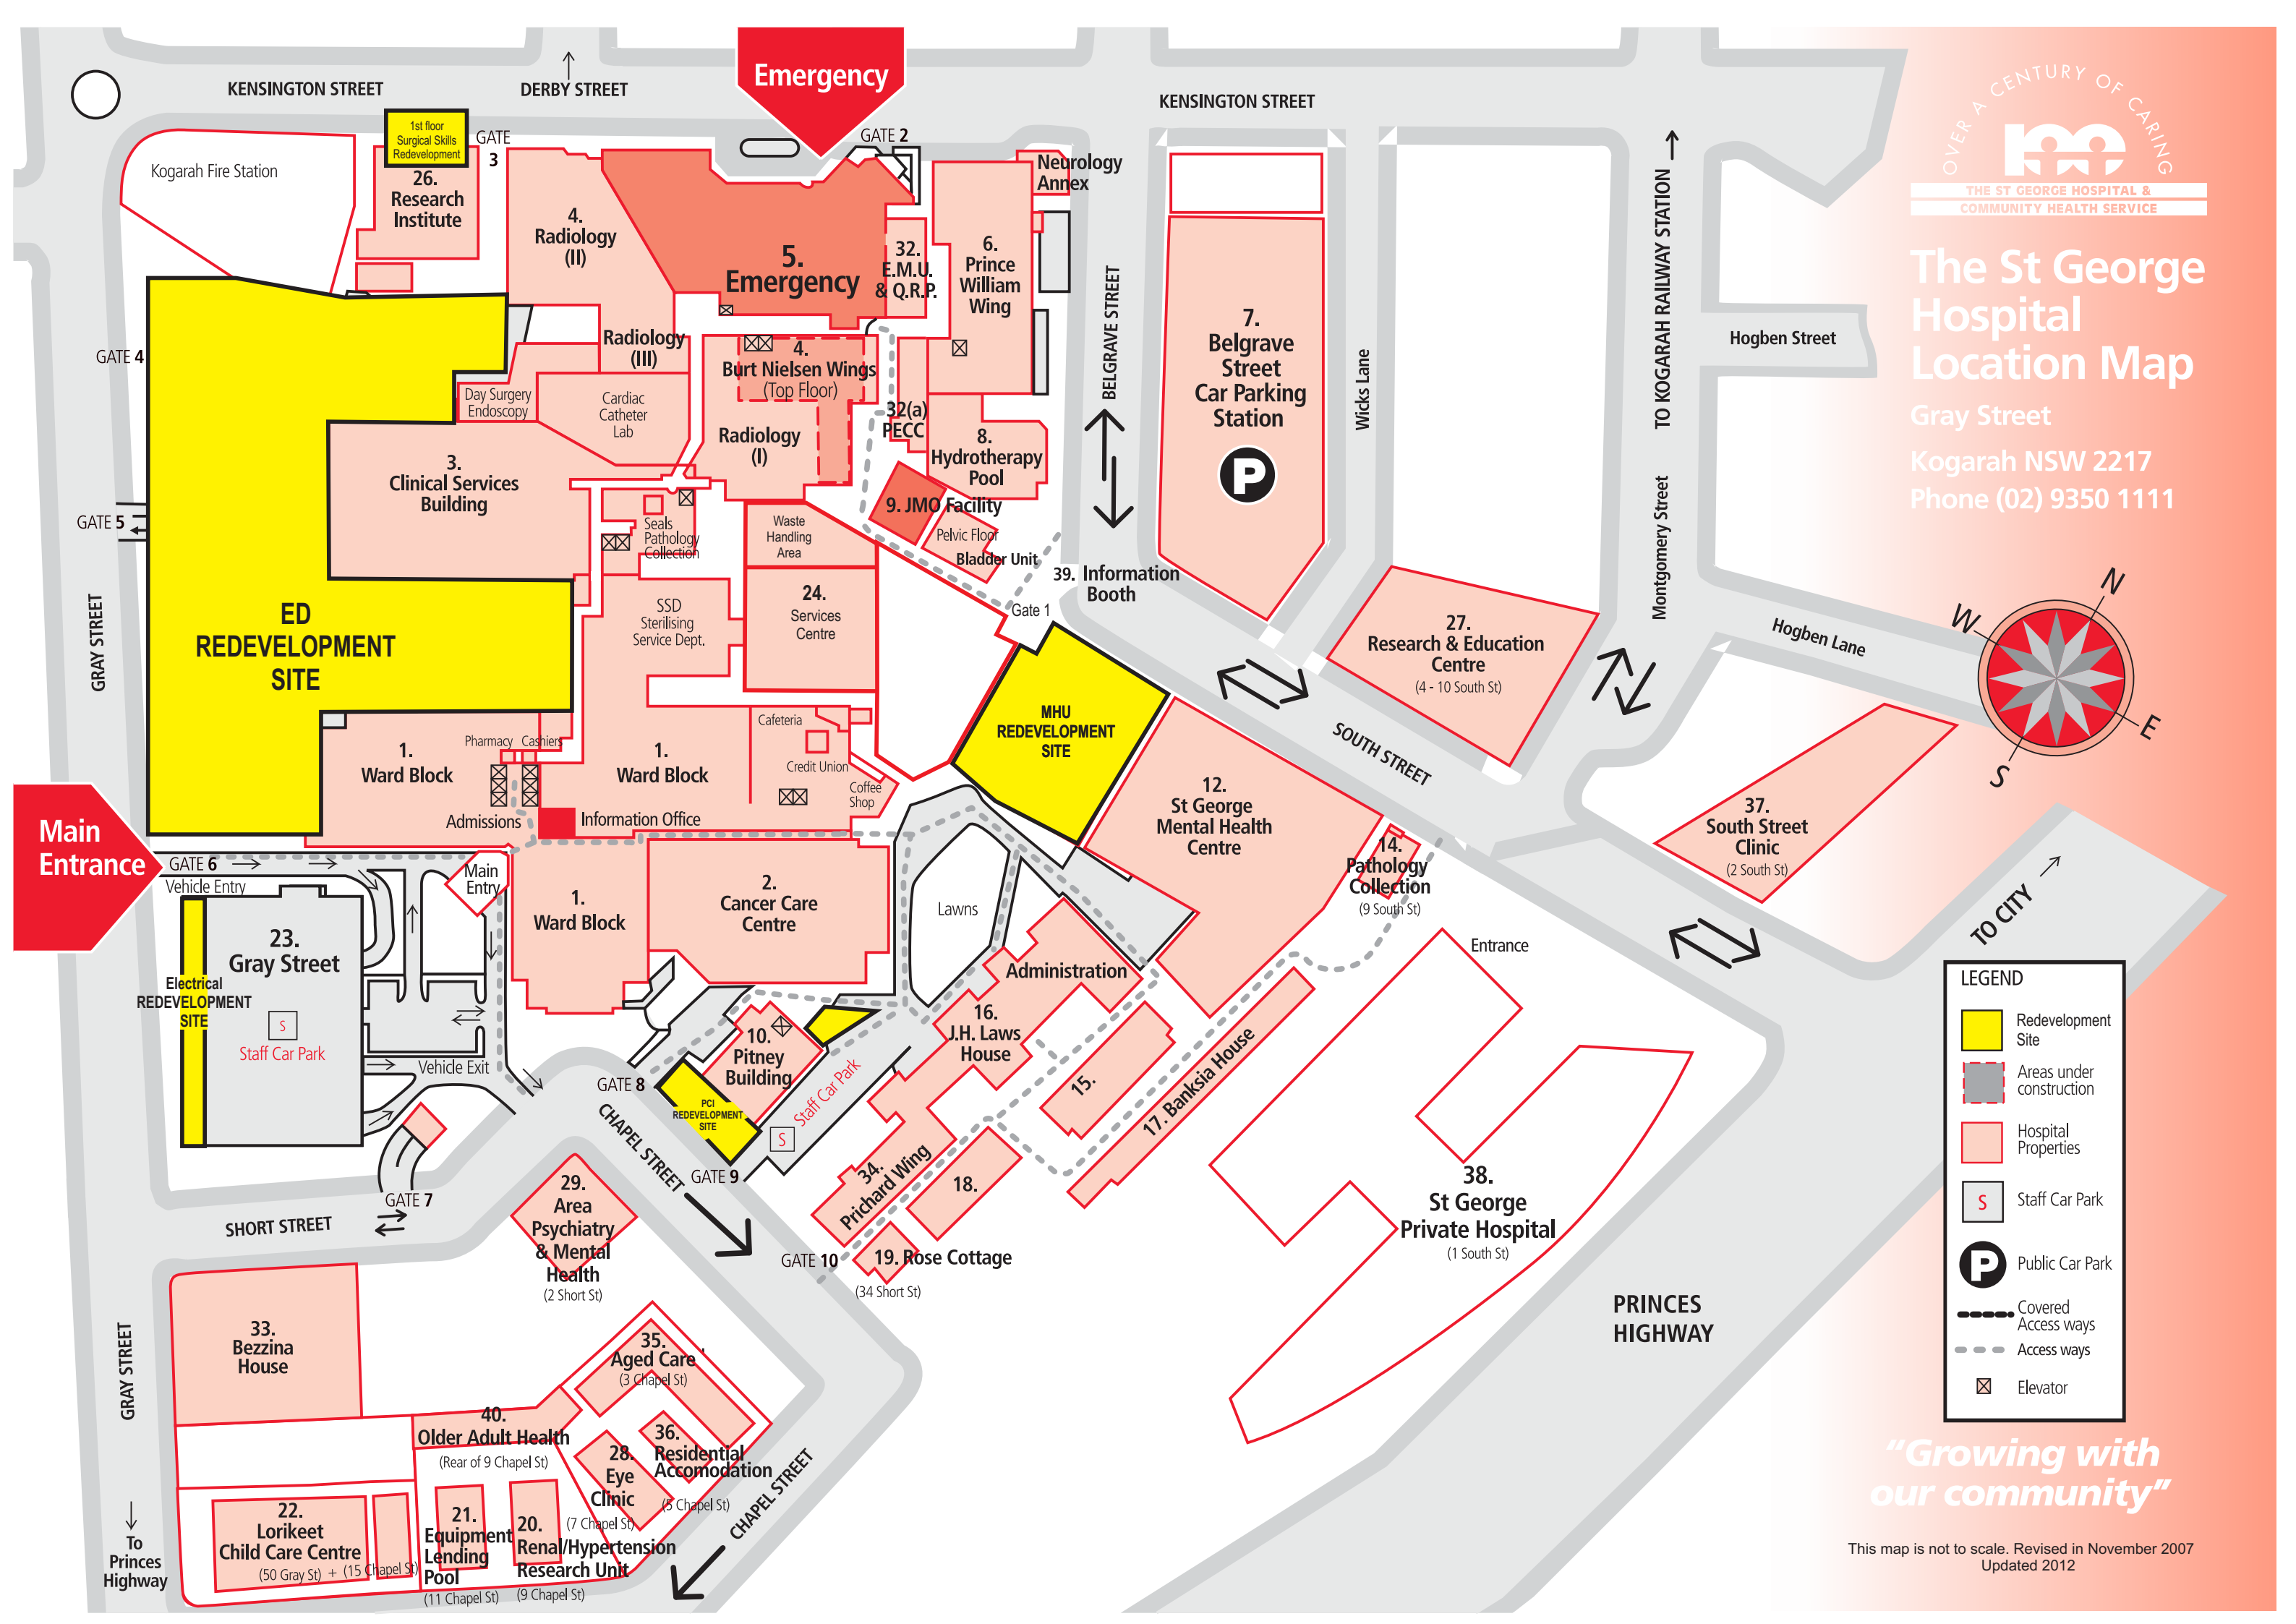 Emergency
KENSINGTON STREET
DERBY STREET
KENSINGTON STREET
OVER A CENTURY OF CARING
THE ST GEORGE HOSPITAL &
COMMUNITY HEALTH SERVICE
The St George
Hospital
Location Map
Gray Street
Kogarah NSW 2217
Phone (02) 9350 1111
1st floor
Surgical Skills
Redevelopment
GATE
3
GATE 2
Kogarah Fire Station
26.
Research
Institute
4.
Radiology
(II)
5.
Emergency
32.
E.M.U.
& Q.R.P.
6.
Prince
William
Wing
Neurology
Annex
BELGRAVE STREET
7.
Belgrave
Street
Car Parking
Station
P
Wicks Lane
TO KOGARAH RAILWAY STATION
Montgomery Street
Hogben Street
Hogben Lane
N
W
E
S
GATE 4
Radiology
(III)
4.
Burt Nielsen Wings
(Top Floor)
Day Surgery
Endoscopy
Cardiac
Catheter
Lab
Radiology
(I)
32(a)
PECC
8.
Hydrotherapy
Pool
3.
Clinical Services
Building
GATE 5
9. JMO Facility
Pelvic Floor
Bladder Unit
Seals
Pathology
Collection
Waste
Handling
Area
39. Information
Booth
Gate 1
GRAY STREET
ED
REDEVELOPMENT
SITE
SSD
Sterilising
Service Dept.
24.
Services
Centre
27.
Research & Education
Centre
(4 - 10 South St)
MHU
REDEVELOPMENT
SITE
SOUTH STREET
1.
Ward Block
Pharmacy
Cashiers
1.
Ward Block
Cafeteria
Credit Union
Coffee
Shop
Admissions
Information Office
12.
St George
Mental Health
Centre
14.
Pathology
Collection
(9 South St)
37.
South Street
Clinic
(2 South St)
TO CITY
Main
Entrance
GATE 6
Vehicle Entry
Main
Entry
1.
Ward Block
2.
Cancer Care
Centre
Lawns
23.
Gray Street
Electrical
REDEVELOPMENT
SITE
S
Staff Car Park
Vehicle Exit
Administration
16.
J.H. Laws
House
Entrance
10.
Pitney
Building
GATE 8
PCI
REDEVELOPMENT
SITE
Staff Car Park
S
CHAPEL STREET
GATE 9
15.
17. Banksia House
34.
Prichard Wing
18.
GATE 10
19. Rose Cottage
(34 Short St)
38.
St George
Private Hospital
(1 South St)
PRINCES
HIGHWAY
GATE 7
SHORT STREET
29.
Area
Psychiatry
& Mental
Health
(2 Short St)
33.
Bezzina
House
GRAY STREET
35.
Aged Care
(3 Chapel St)
40.
Older Adult Health
(Rear of 9 Chapel St)
36.
Residential
Accomodation
(5 Chapel St)
28.
Eye
Clinic
(7 Chapel St)
CHAPEL STREET
22.
Lorikeet
Child Care Centre
(50 Gray St) + (15 Chapel St)
21.
Equipment
Lending
Pool
(11 Chapel St)
20.
Renal/Hypertension
Research Unit
(9 Chapel St)
To
Princes
Highway
LEGEND
Redevelopment
Site
Areas under
construction
Hospital
Properties
S
Staff Car Park
P
Public Car Park
Covered
Access ways
Access ways
Elevator
"Growing with
our community"
This map is not to scale. Revised in November 2007
Updated 2012